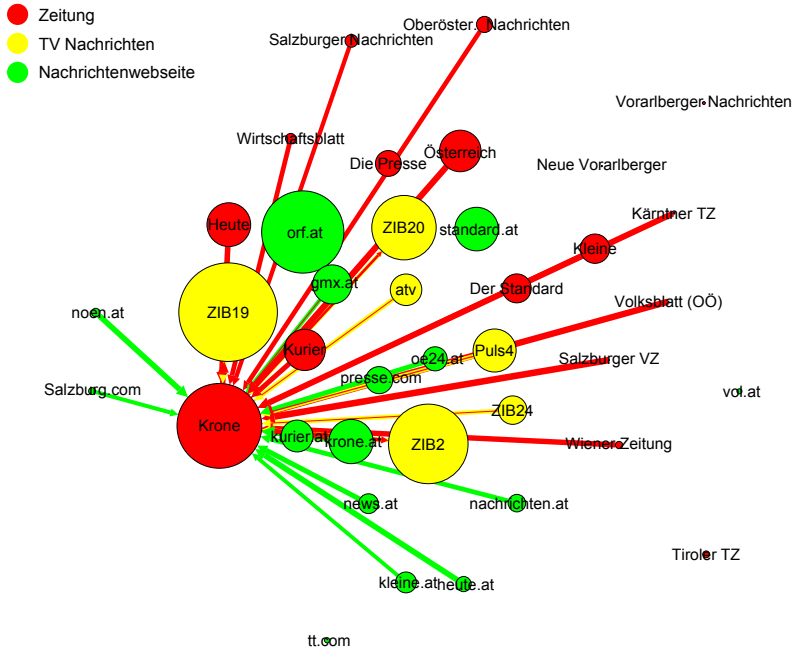 Zeitung
TV Nachrichten
Nachrichtenwebseite
Oberöster. Nachrichten
Salzburger Nachrichten
Vorarlberger Nachrichten
Wirtschaftsblatt
Die Presse
Österreich
Neue Vorarlberger
Kärntner TZ
Heute
orf.at
ZIB20
standard.at
Kleine
gmx.at
atv
Der Standard
Volksblatt (OÖ)
noen.at
ZIB19
Kurier
oe24.at
Puls4
Salzburger VZ
Salzburg.com
presse.com
vol.at
Krone
kurier.at
krone.at
ZIB2
ZIB24
Wiener Zeitung
news.at
nachrichten.at
Tiroler TZ
kleine.at
heute.at
tt.com